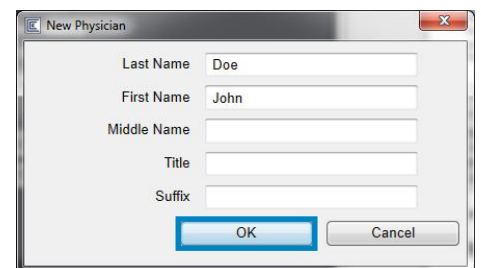 New Physician
Last Name Doe
First Name John
Middle Name
Title
Suffix
OK Cancel